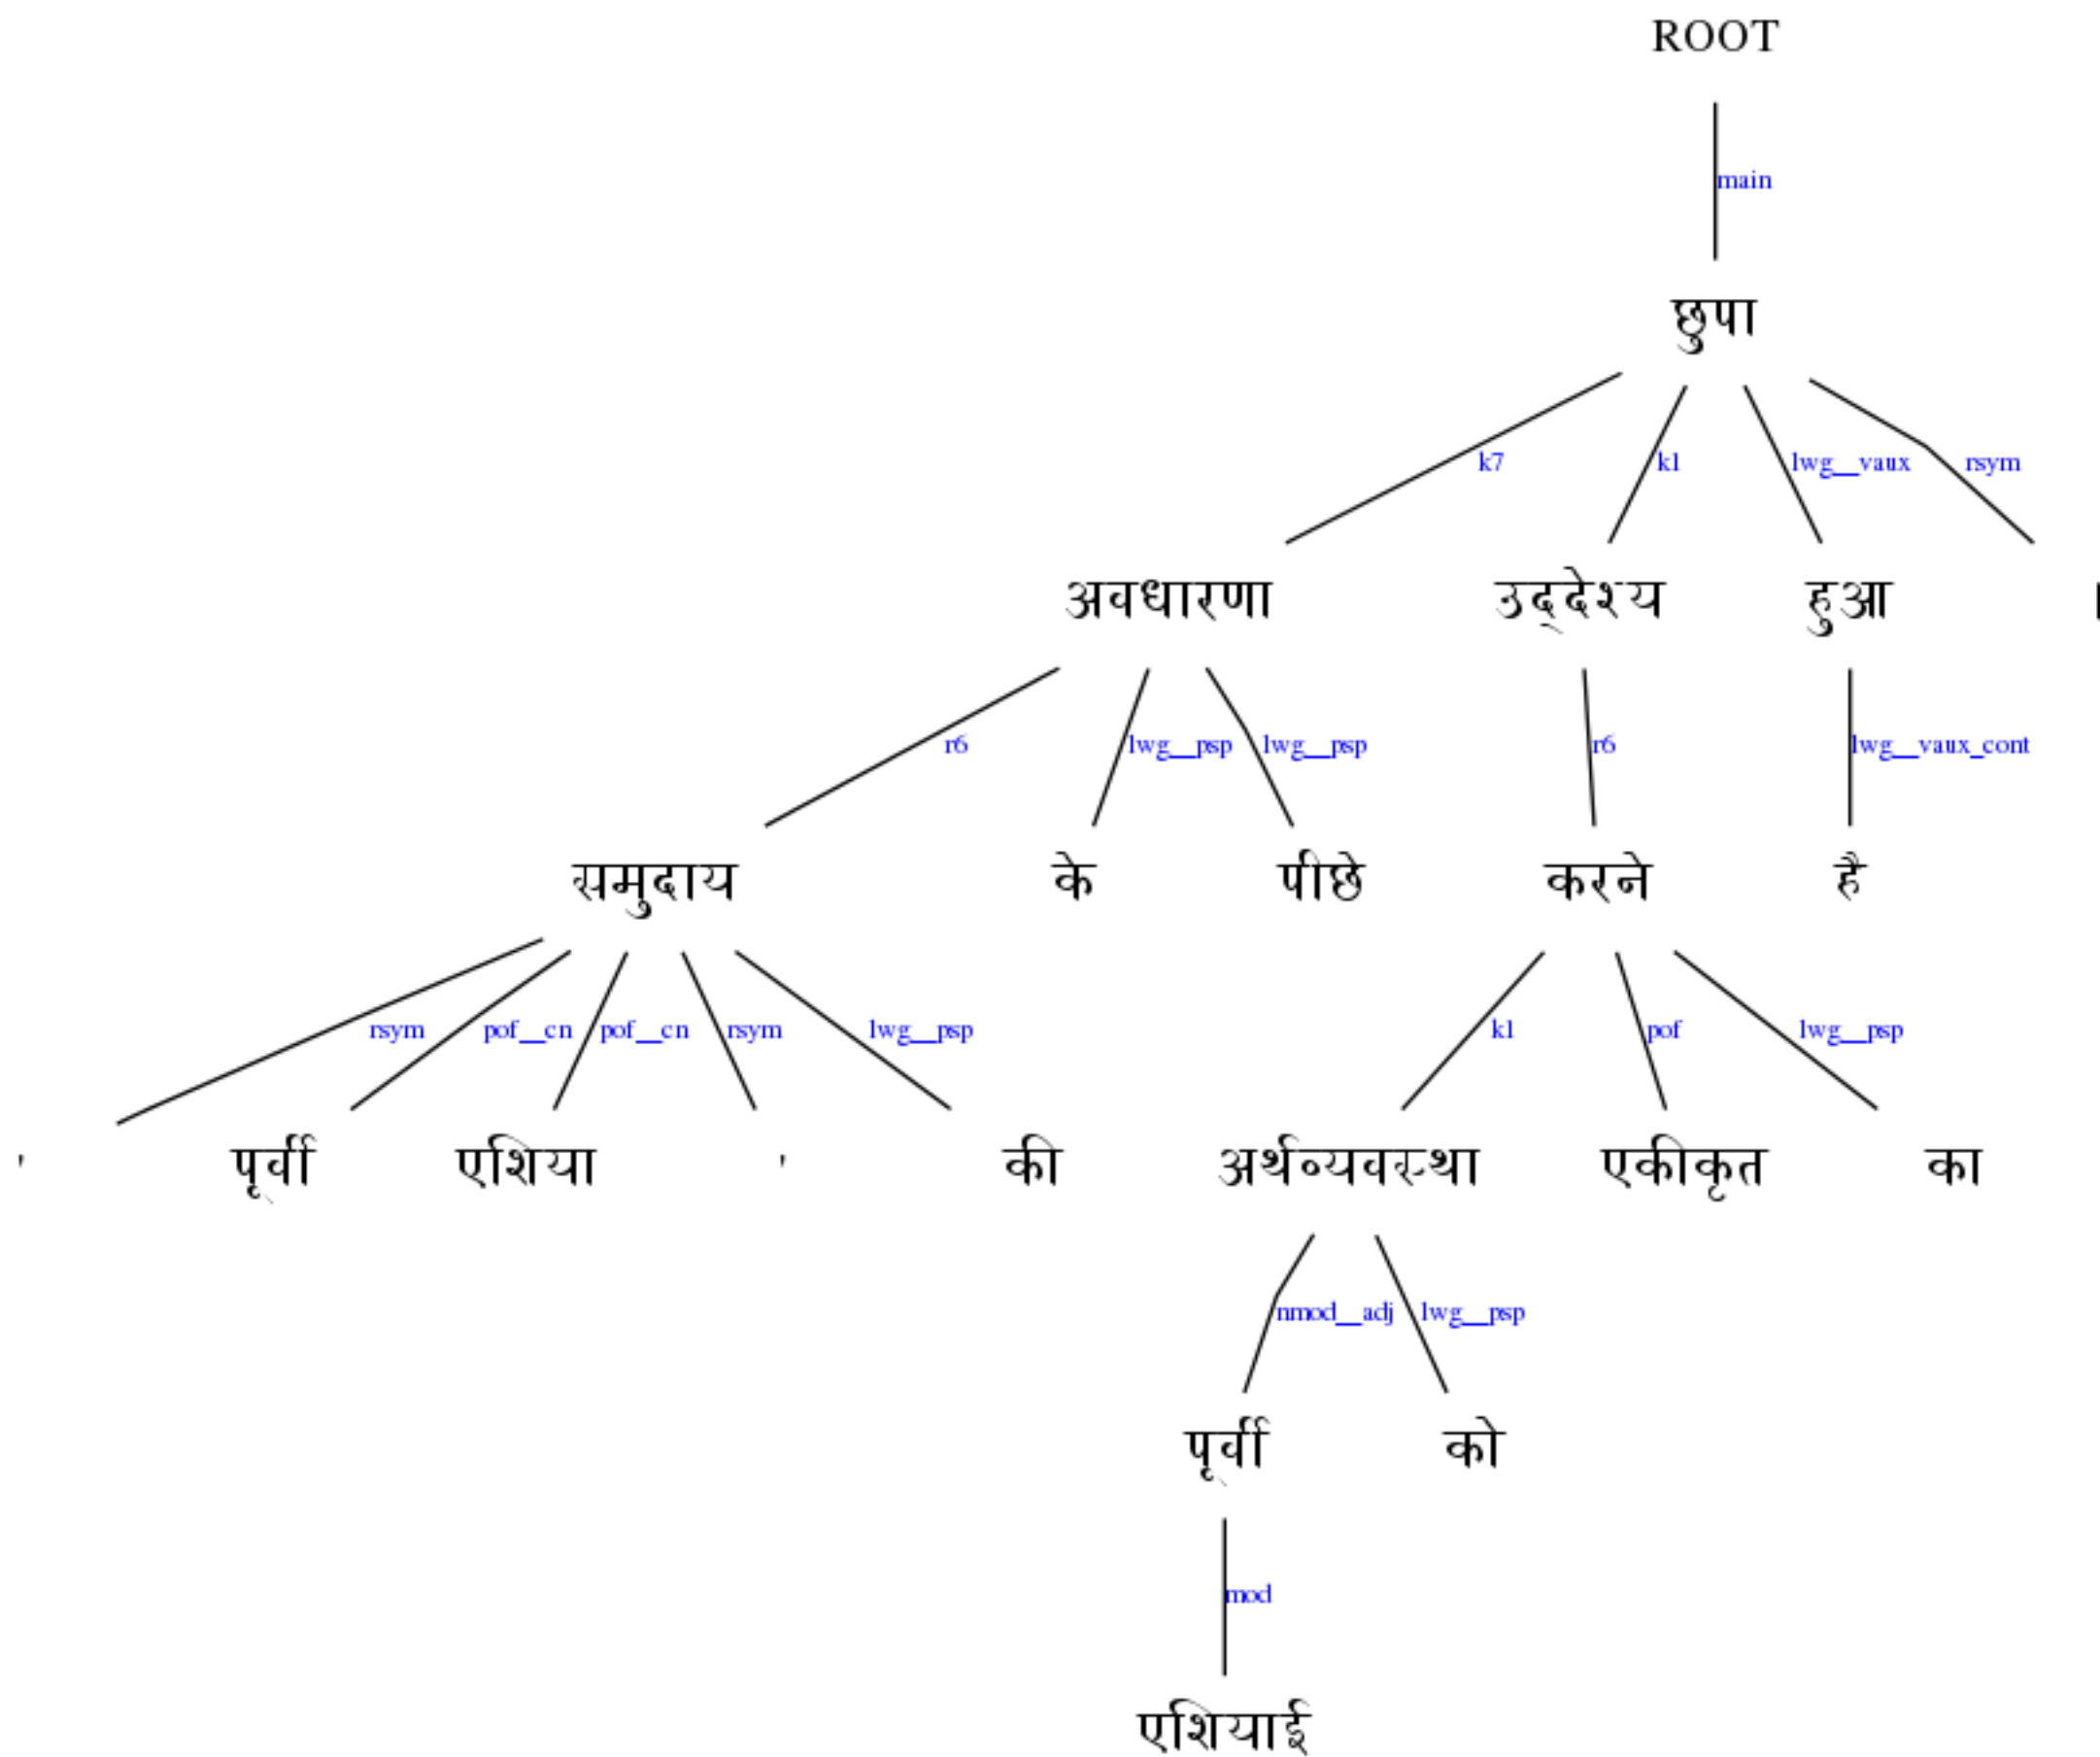 ROOT
main
छुपा
k7 k1 lwg__vaux rsym
अवधारणा उद्देश्य हुआ ।
r6 lwg__psp lwg__psp r6 lwg__vaux_cont
समुदाय के पीछे करने है
rsym pof__cn pof__cn rsym lwg__psp k1 pof lwg__psp
' पूर्वी एशिया ' की अर्थव्यवस्था एकीकृत का
nmod__adj lwg__psp
पूर्वी को
mod
एशियाई